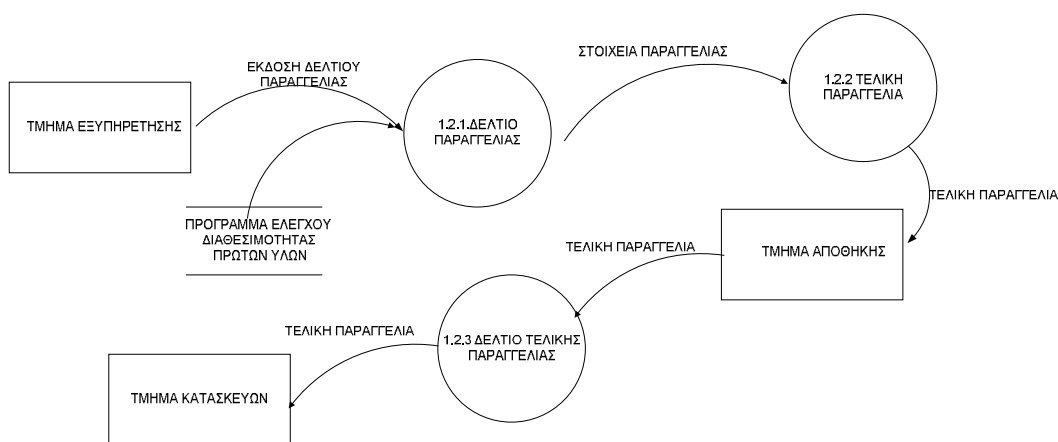 ΕΚΔΟΣΗ ΔΕΛΤΙΟΥ
ΠΑΡΑΓΓΕΛΙΑΣ
ΣΤΟΙΧΕΙΑ ΠΑΡΑΓΓΕΛΙΑΣ
1.2.2 ΤΕΛΙΚΗ
ΠΑΡΑΓΓΕΛΙΑ
ΤΜΗΜΑ ΕΞΥΠΗΡΕΤΗΣΗΣ
1.2.1.ΔΕΛΤΙΟ
ΠΑΡΑΓΓΕΛΙΑΣ
ΤΕΛΙΚΗ ΠΑΡΑΓΓΕΛΙΑ
ΠΡΟΓΡΑΜΜΑ ΕΛΕΓΧΟΥ
ΔΙΑΘΕΣΙΜΟΤΗΤΑΣ
ΠΡΩΤΩΝ ΥΛΩΝ
ΤΕΛΙΚΗ ΠΑΡΑΓΓΕΛΙΑ
ΤΜΗΜΑ ΑΠΟΘΗΚΗΣ
ΤΕΛΙΚΗ ΠΑΡΑΓΓΕΛΙΑ
1.2.3 ΔΕΛΤΙΟ ΤΕΛΙΚΗΣ
ΠΑΡΑΓΓΕΛΙΑΣ
ΤΜΗΜΑ ΚΑΤΑΣΚΕΥΩΝ